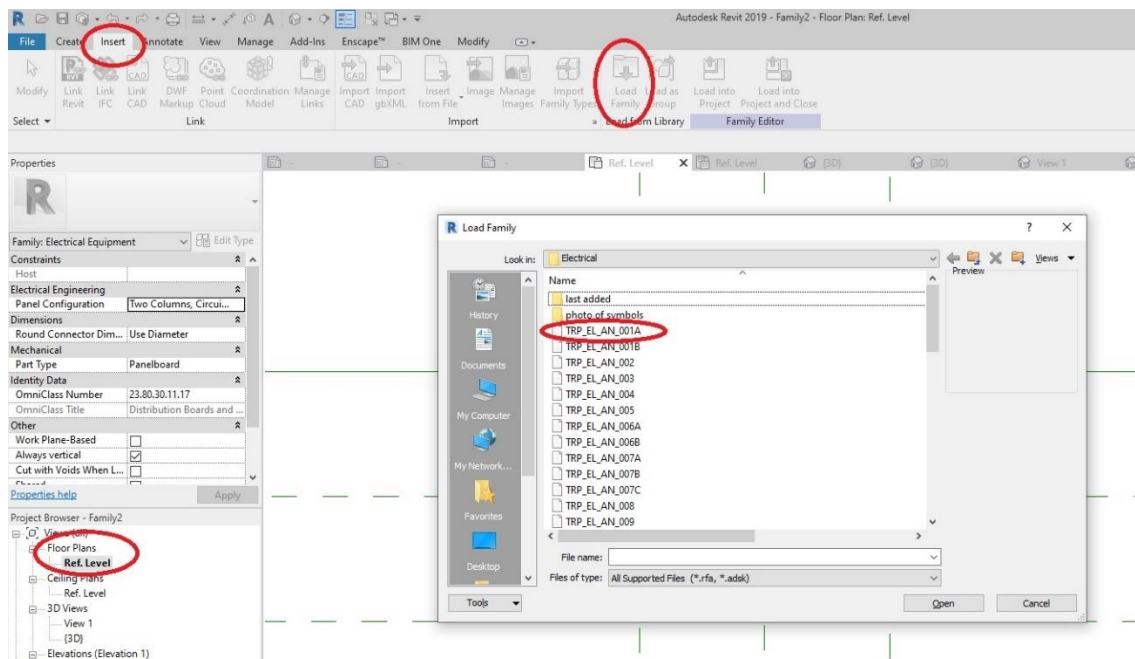 Autodesk Revit 2019 - Family2 - Floor Plan: Ref. Level
File Create Insert Annotate View Manage Add-Ins Enscape™ BIM One Modify
Modify
Link Revit
Link IFC
Link CAD
DWF Markup
Point Cloud
Coordination Model
Manage Links
Import CAD
Import gbXML
Insert from File
Image
Manage Images
Import Family Types
Load Family
Load as Group
Load into Project
Load into Project and Close
Select
Link
Import
Load from Library
Family Editor
Properties
Ref. Level
Ref. Level
{3D}
{3D}
View 1
R
Family: Electrical Equipment
Edit Type
Constraints
Host
Electrical Engineering
Panel Configuration Two Columns, Circui...
Dimensions
Round Connector Dim... Use Diameter
Mechanical
Part Type Panelboard
Identity Data
OmniClass Number 23.80.30.11.17
OmniClass Title Distribution Boards and ...
Other
Work Plane-Based
Always vertical
Cut with Voids When L...
Shared
Properties help
Apply
Project Browser - Family2
Views (all)
Floor Plans
Ref. Level
Ceiling Plans
Ref. Level
3D Views
View 1
{3D}
Elevations (Elevation 1)
Load Family
? X
Look in: Electrical
Views
Name
Preview
last added
photo of symbols
TRP_EL_AN_001A
TRP_EL_AN_001B
TRP_EL_AN_002
TRP_EL_AN_003
TRP_EL_AN_004
TRP_EL_AN_005
TRP_EL_AN_006A
TRP_EL_AN_006B
TRP_EL_AN_007A
TRP_EL_AN_007B
TRP_EL_AN_007C
TRP_EL_AN_008
TRP_EL_AN_009
History
Documents
My Computer
My Network...
Favorites
Desktop
File name:
Files of type: All Supported Files (*.rfa, *.adsk)
Tools
Open
Cancel